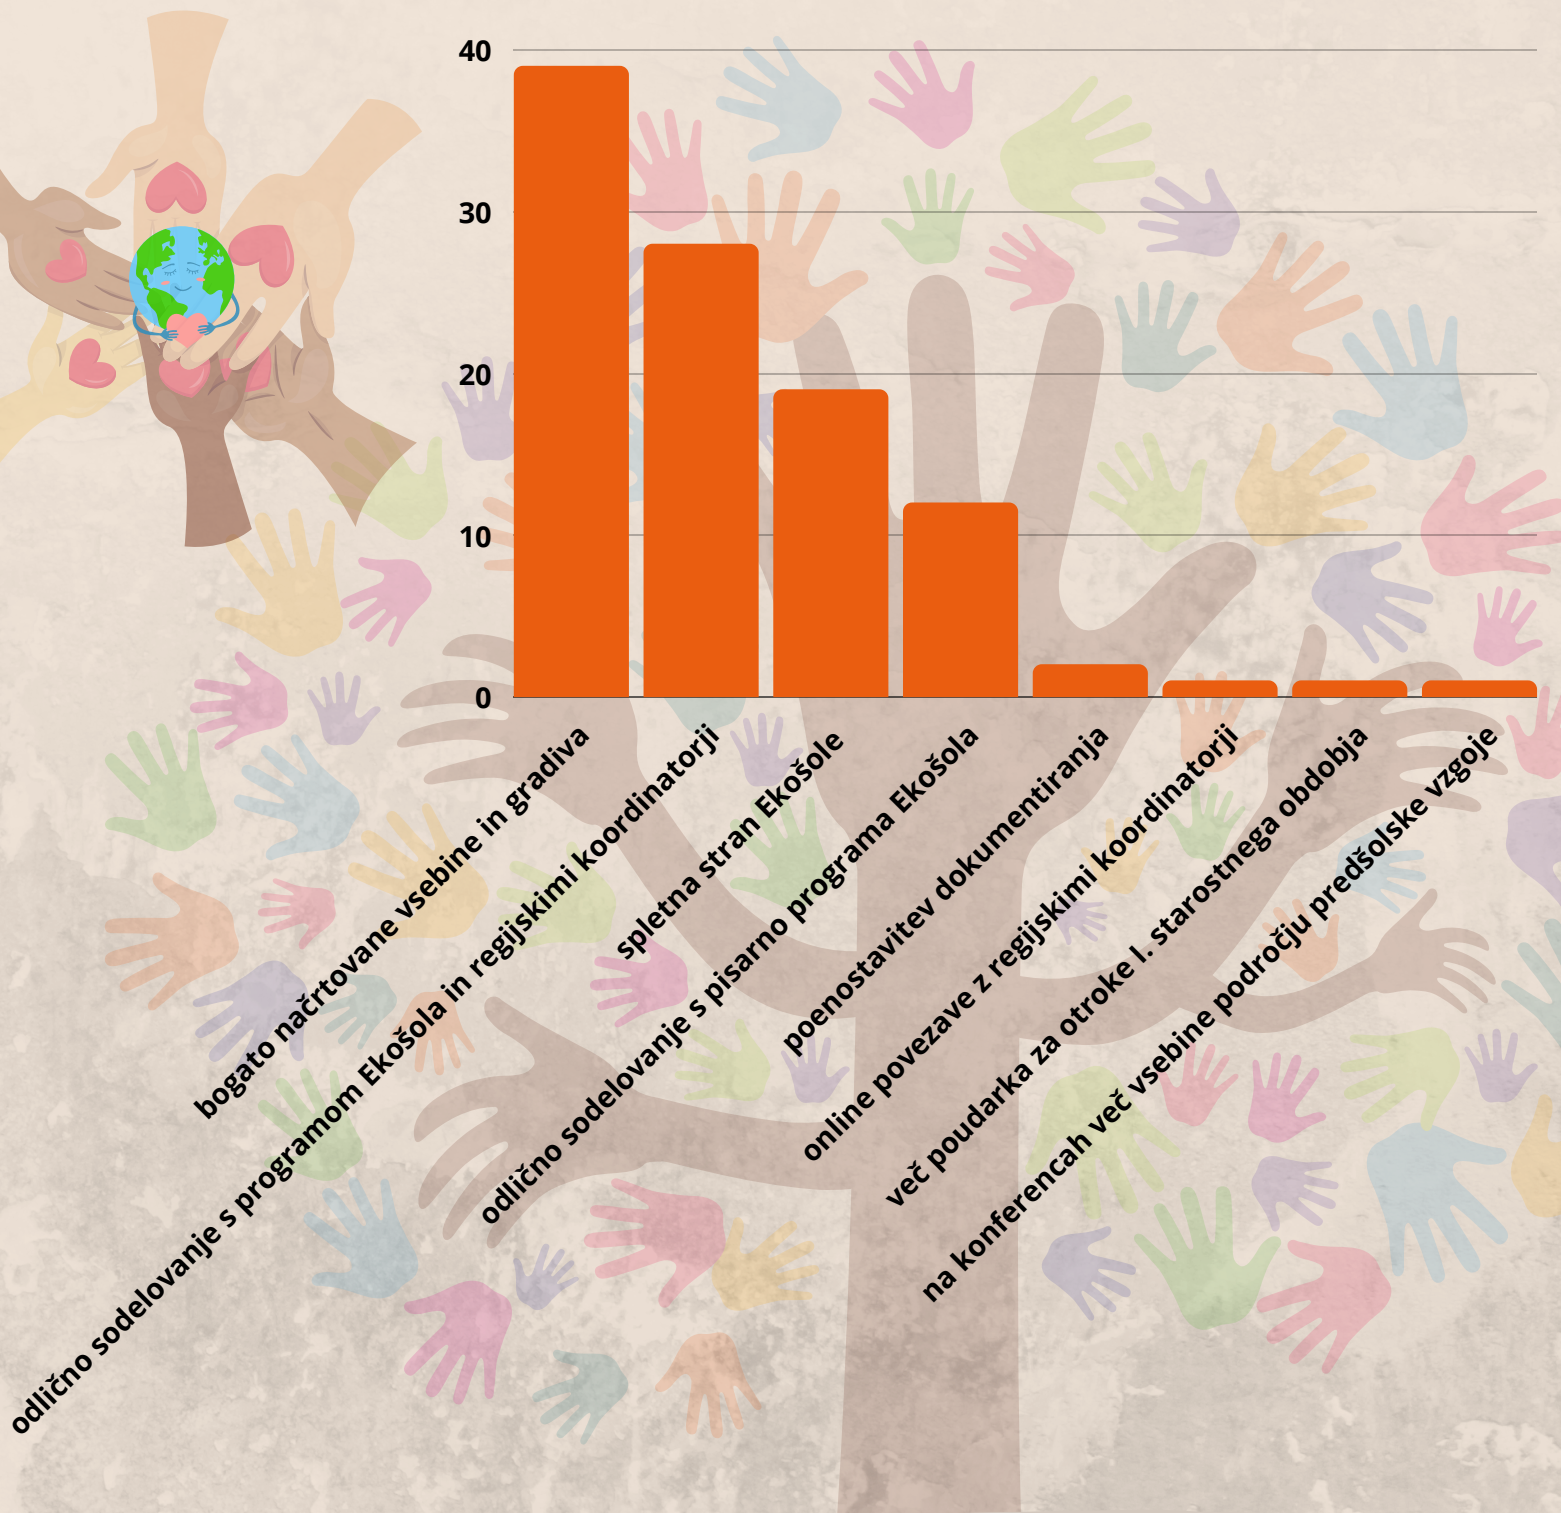 40
30
20
10
0
bogato načrtovane vsebine in gradiva
odlično sodelovanje s programom Ekošola in regijskimi koordinatorji
spletna stran Ekošole
odlično sodelovanje s pisarno programa Ekošola
poenostavitev dokumentiranja
online povezave z regijskimi koordinatorji
več poudarka za otroke I. starostnega obdobja
na konferencah več vsebine področju predšolske vzgoje